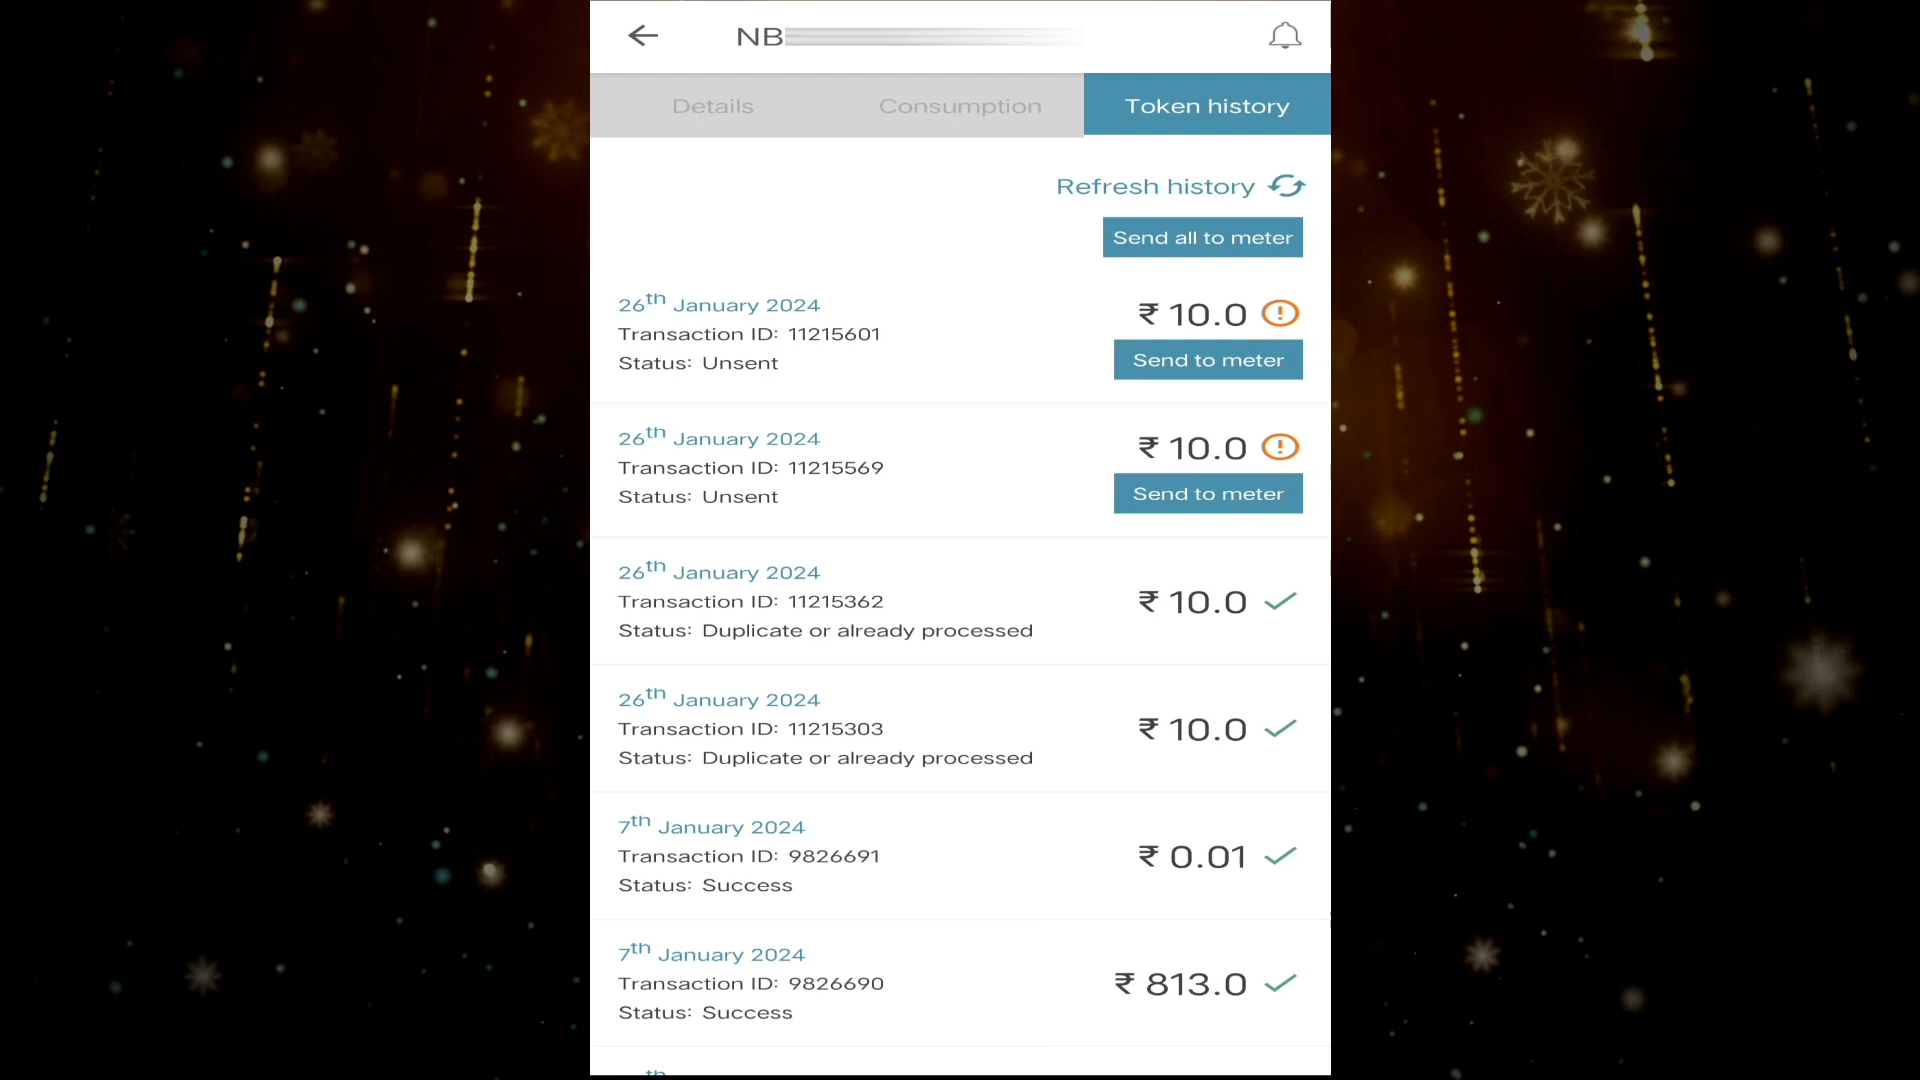 NB
Details Consumption Token history
Refresh history
Send all to meter
26th January 2024
Transaction ID: 11215601
Status: Unsent
₹ 10.0
Send to meter
26th January 2024
Transaction ID: 11215569
Status: Unsent
₹ 10.0
Send to meter
26th January 2024
Transaction ID: 11215362
Status: Duplicate or already processed
₹ 10.0
26th January 2024
Transaction ID: 11215303
Status: Duplicate or already processed
₹ 10.0
7th January 2024
Transaction ID: 9826691
Status: Success
₹ 0.01
7th January 2024
Transaction ID: 9826690
Status: Success
₹ 813.0
th